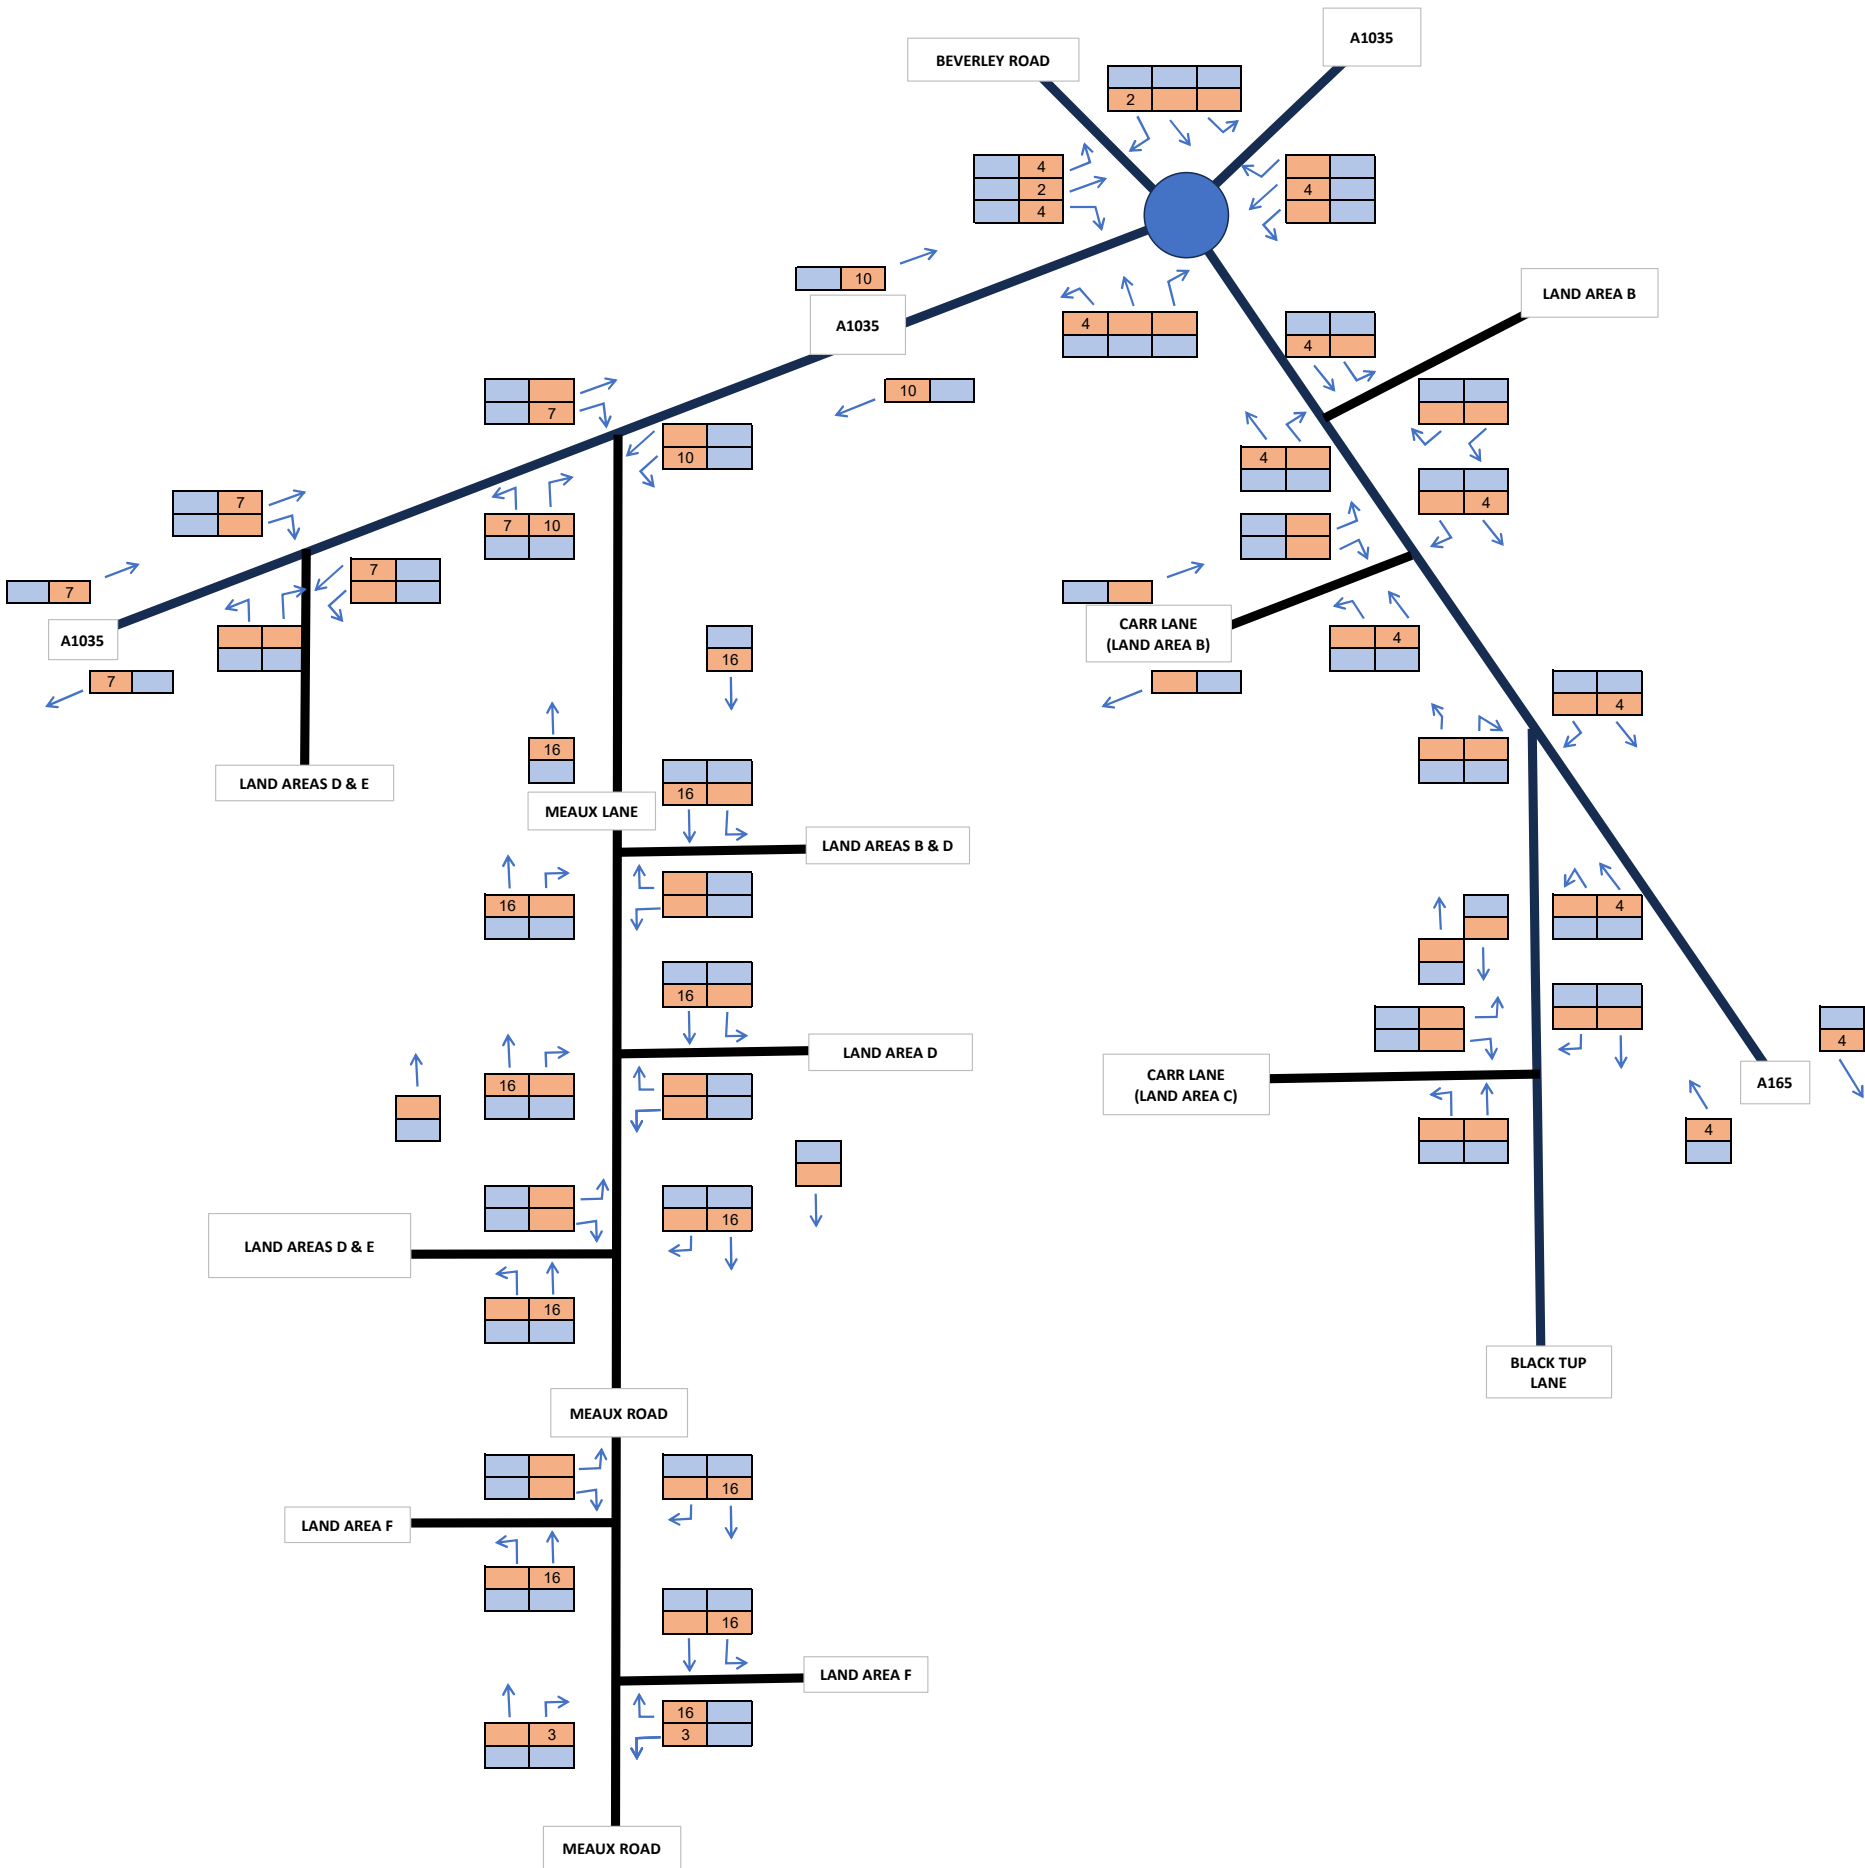 A1035
BEVERLEY ROAD
2
4
2
4
4
10
LAND AREA B
A1035
4
4
10
7
10
4
4
7
7
10
7
7
CARR LANE
(LAND AREA B)
4
A1035
16
7
4
16
LAND AREAS D & E
16
MEAUX LANE
LAND AREAS B & D
16
4
16
4
16
LAND AREA D
CARR LANE
(LAND AREA C)
A165
4
LAND AREAS D & E
16
16
BLACK TUP
LANE
MEAUX ROAD
16
LAND AREA F
16
16
LAND AREA F
16
3
3
MEAUX ROAD